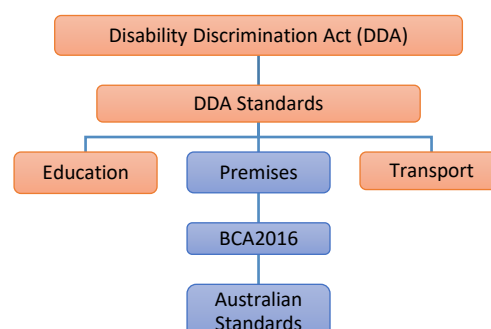 Disability Discrimination Act (DDA)
DDA Standards
Education
Premises
Transport
BCA2016
Australian
Standards